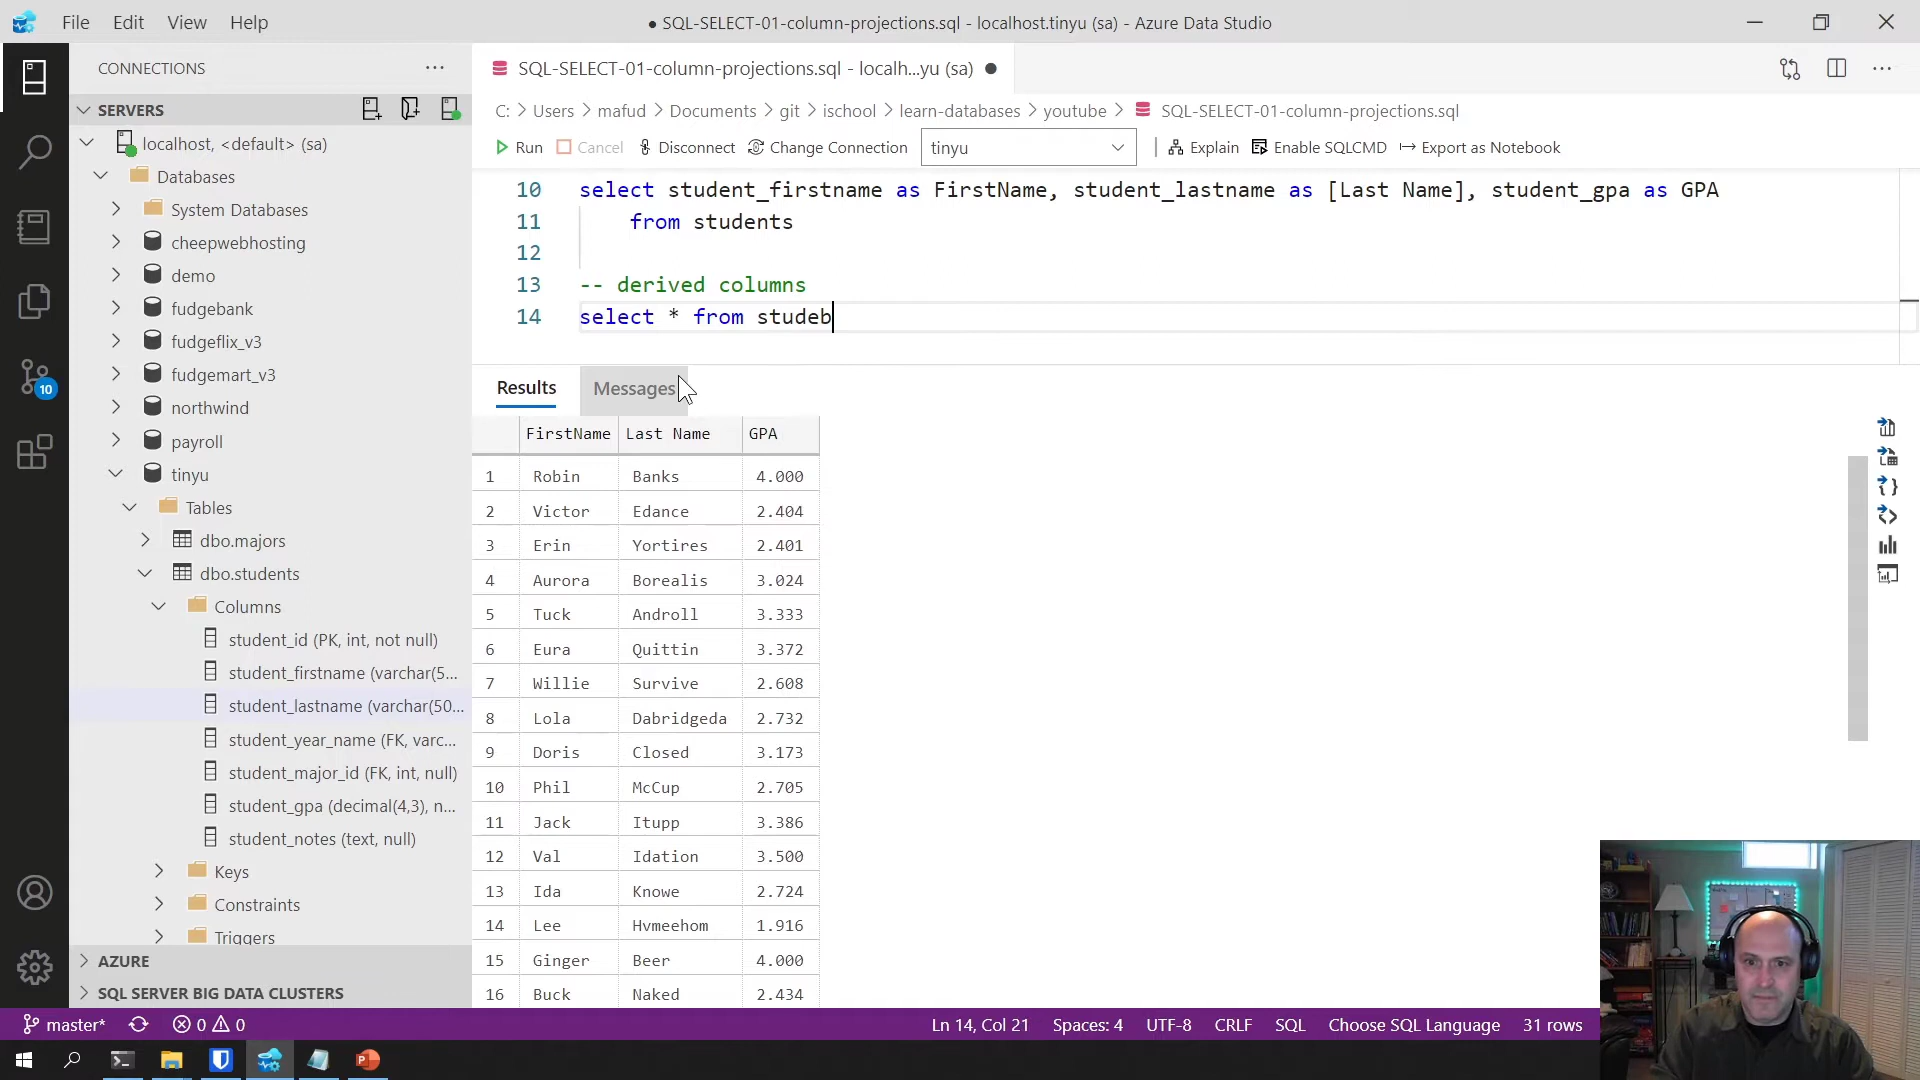 File Edit View Help
● SQL-SELECT-01-column-projections.sql - localhost.tinyu (sa) - Azure Data Studio
CONNECTIONS
SERVERS
localhost, <default> (sa)
Databases
System Databases
cheepwebhosting
demo
fudgebank
fudgeflix_v3
fudgemart_v3
northwind
payroll
tinyu
Tables
dbo.majors
dbo.students
Columns
student_id (PK, int, not null)
student_firstname (varchar(5...
student_lastname (varchar(50...
student_year_name (FK, varc...
student_major_id (FK, int, null)
student_gpa (decimal(4,3), n...
student_notes (text, null)
Keys
Constraints
Triggers
AZURE
SQL SERVER BIG DATA CLUSTERS
10
SQL-SELECT-01-column-projections.sql - localh...yu (sa) ●
C: > Users > mafud > Documents > git > ischool > learn-databases > youtube > SQL-SELECT-01-column-projections.sql
Run Cancel Disconnect Change Connection tinyu Explain Enable SQLCMD Export as Notebook
10 select student_firstname as FirstName, student_lastname as [Last Name], student_gpa as GPA
11 from students
12
13 -- derived columns
14 select * from studeb
Results Messages
FirstName Last Name GPA
1 Robin Banks 4.000
2 Victor Edance 2.404
3 Erin Yortires 2.401
4 Aurora Borealis 3.024
5 Tuck Androll 3.333
6 Eura Quittin 3.372
7 Willie Survive 2.608
8 Lola Dabridgeda 2.732
9 Doris Closed 3.173
10 Phil McCup 2.705
11 Jack Itupp 3.386
12 Val Idation 3.500
13 Ida Knowe 2.724
14 Lee Hvmeehom 1.916
15 Ginger Beer 4.000
16 Buck Naked 2.434
master* 0 0
Ln 14, Col 21 Spaces: 4 UTF-8 CRLF SQL Choose SQL Language 31 rows